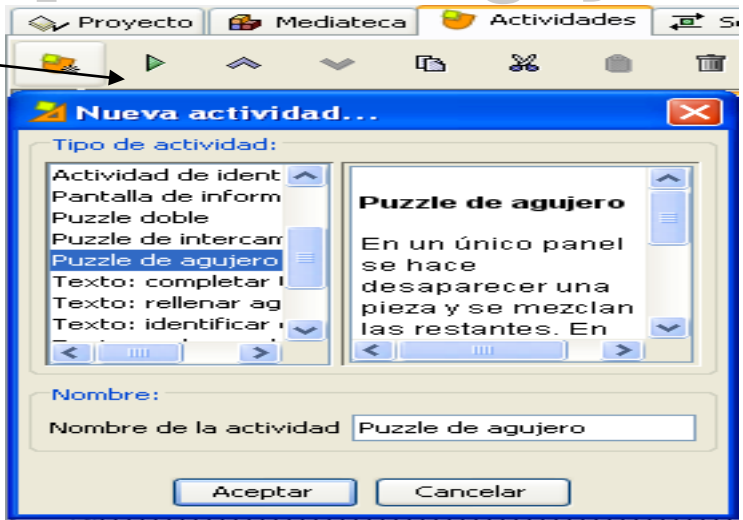 Proyecto Mediateca Actividades
Nueva actividad...
Tipo de actividad:
Actividad de ident
Pantalla de inform
Puzzle doble
Puzzle de intercam
Puzzle de agujero
Texto: completar
Texto: rellenar ag
Texto: identificar
Puzzle de agujero
En un único panel
se hace
desaparecer una
pieza y se mezclan
las restantes. En
Nombre:
Nombre de la actividad Puzzle de agujero
Aceptar Cancelar